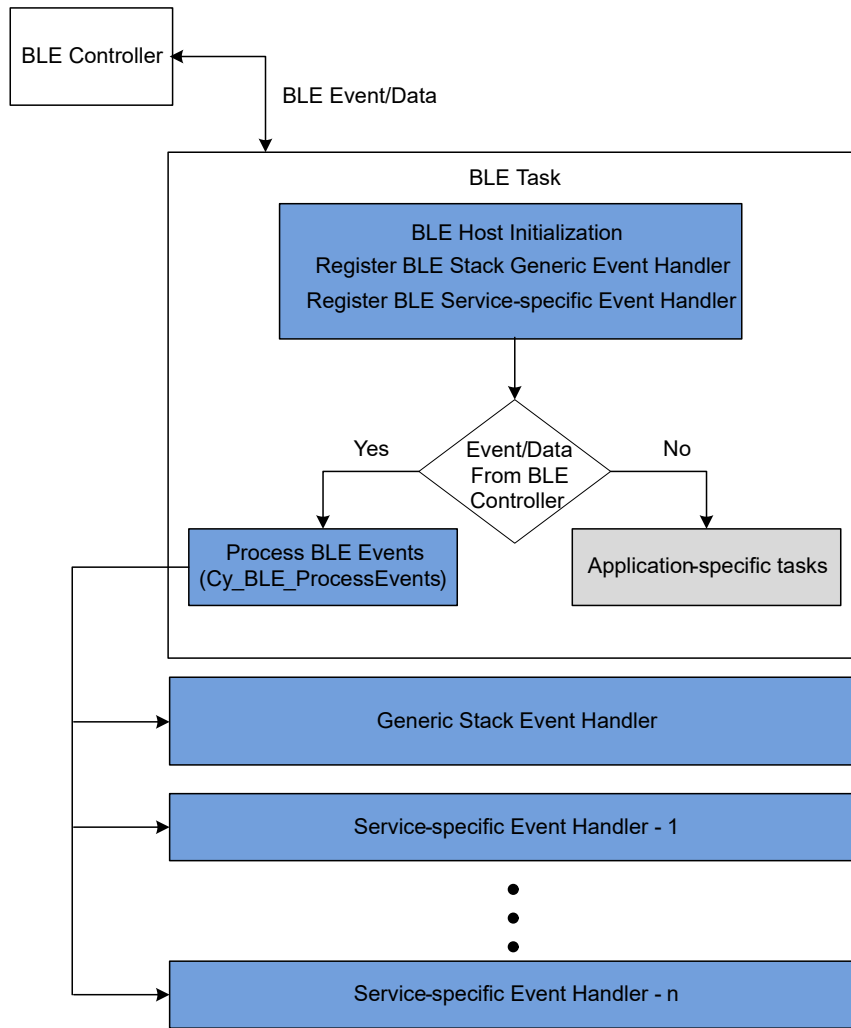 BLE Controller
BLE Event/Data
BLE Task
BLE Host Initialization
Register BLE Stack Generic Event Handler
Register BLE Service-specific Event Handler
Yes
Event/Data
From BLE
Controller
No
Process BLE Events
(Cy_BLE_ProcessEvents)
Application-specific tasks
Generic Stack Event Handler
Service-specific Event Handler - 1
Service-specific Event Handler - n